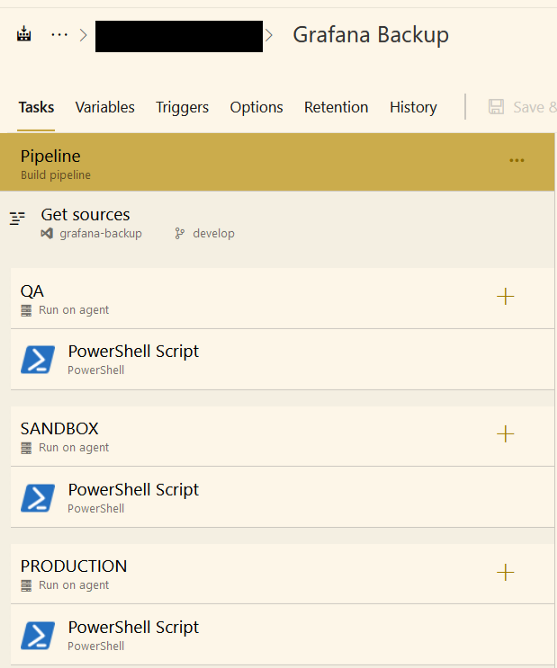 Grafana Backup
Tasks Variables Triggers Options Retention History Save &
Pipeline
Build pipeline
Get sources
grafana-backup develop
QA
Run on agent
PowerShell Script
PowerShell
SANDBOX
Run on agent
PowerShell Script
PowerShell
PRODUCTION
Run on agent
PowerShell Script
PowerShell